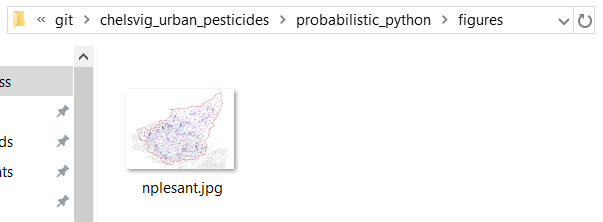 « git › chelsvig_urban_pesticides › probabilistic_python › figures
ss
ds
ts
nplesant.jpg